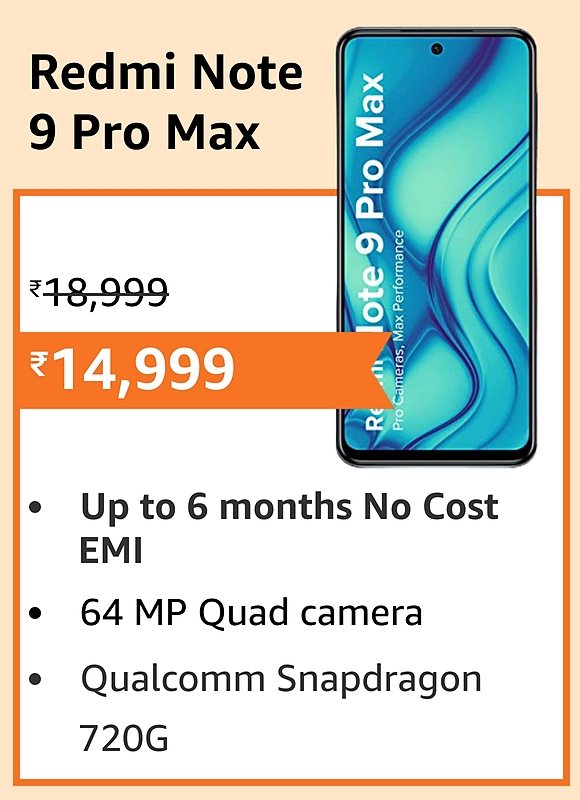 Redmi Note
9 Pro Max
₹18,999
₹14,999
Redmi Note 9 Pro Max
Pro Cameras, Max Performance
• Up to 6 months No Cost
EMI
• 64 MP Quad camera
• Qualcomm Snapdragon
720G